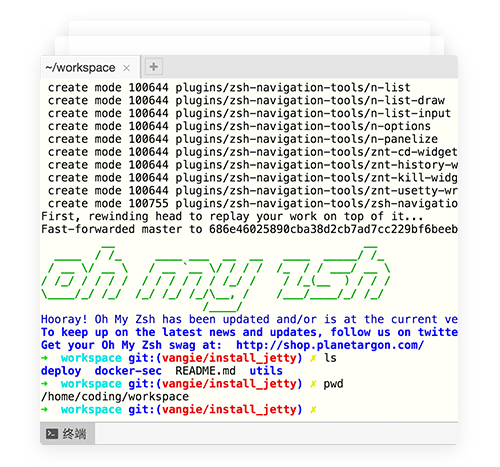 ~/workspace × +
create mode 100644 plugins/zsh-navigation-tools/n-list
create mode 100644 plugins/zsh-navigation-tools/n-list-draw
create mode 100644 plugins/zsh-navigation-tools/n-list-input
create mode 100644 plugins/zsh-navigation-tools/n-options
create mode 100644 plugins/zsh-navigation-tools/n-panelize
create mode 100644 plugins/zsh-navigation-tools/znt-cd-widget
create mode 100644 plugins/zsh-navigation-tools/znt-history-w
create mode 100644 plugins/zsh-navigation-tools/znt-kill-widg
create mode 100644 plugins/zsh-navigation-tools/znt-usetty-wr
create mode 100755 plugins/zsh-navigation-tools/zsh-navigatio
First, rewinding head to replay your work on top of it...
Fast-forwarded master to 686e46025890cba38d2cb7ad7cc229bf6beeb
oh my zsh
Hooray! Oh My Zsh has been updated and/or is at the current ve
To keep up on the latest news and updates, follow us on twitte
Get your Oh My Zsh swag at: http://shop.planetargon.com/
➜ workspace git:(vangie/install_jetty) ✗ ls
deploy docker-sec README.md utils
➜ workspace git:(vangie/install_jetty) ✗ pwd
/home/coding/workspace
➜ workspace git:(vangie/install_jetty) ✗
终端